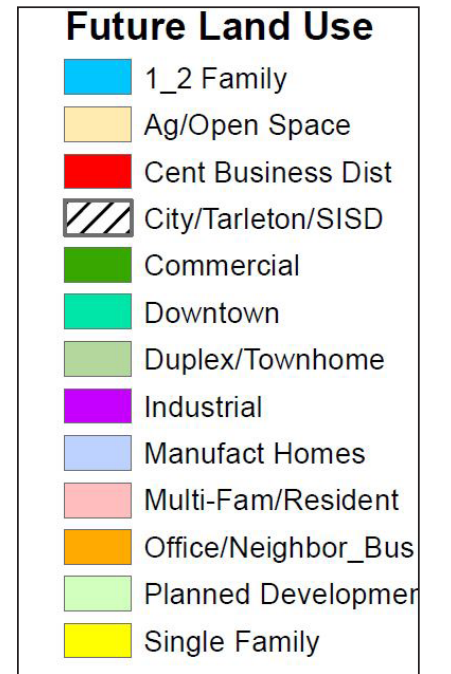 Future Land Use
1_2 Family
Ag/Open Space
Cent Business Dist
City/Tarleton/SISD
Commercial
Downtown
Duplex/Townhome
Industrial
Manufact Homes
Multi-Fam/Resident
Office/Neighbor_Bus
Planned Developmer
Single Family